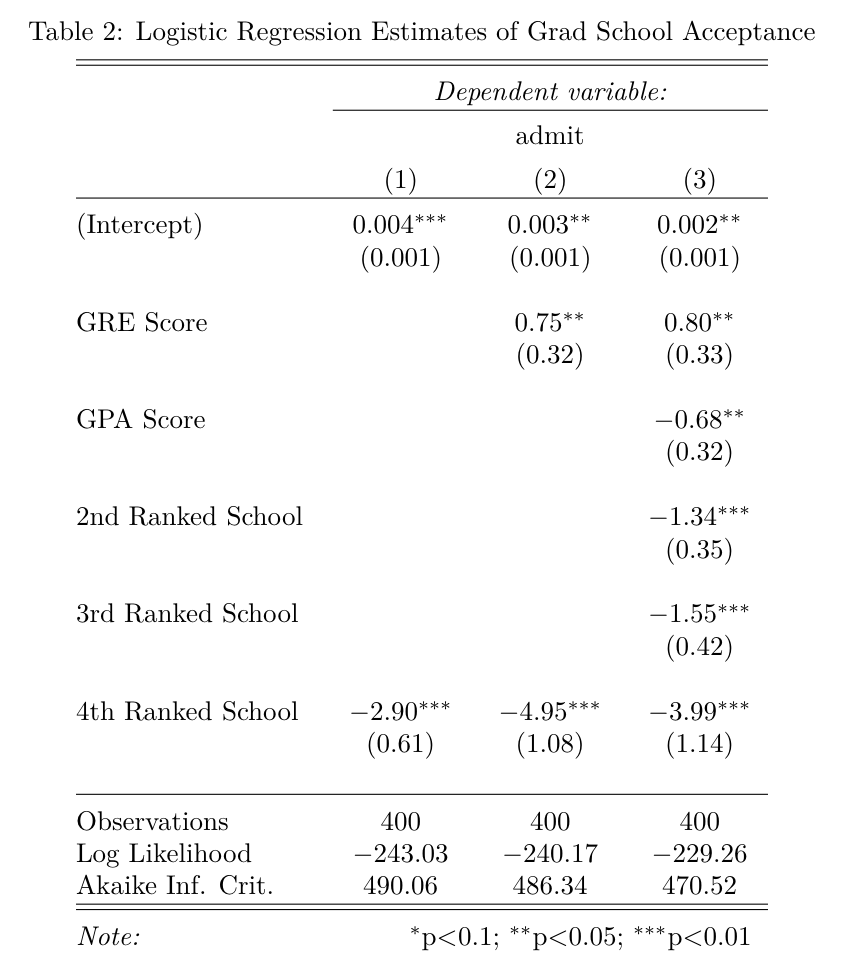 Table 2: Logistic Regression Estimates of Grad School Acceptance
Dependent variable:
admit
(1) (2) (3)
(Intercept) 0.004*** 0.003** 0.002**
(0.001) (0.001) (0.001)
GRE Score 0.75** 0.80**
(0.32) (0.33)
GPA Score −0.68**
(0.32)
2nd Ranked School −1.34***
(0.35)
3rd Ranked School −1.55***
(0.42)
4th Ranked School −2.90*** −4.95*** −3.99***
(0.61) (1.08) (1.14)
Observations 400 400 400
Log Likelihood −243.03 −240.17 −229.26
Akaike Inf. Crit. 490.06 486.34 470.52
Note: *p<0.1; **p<0.05; ***p<0.01